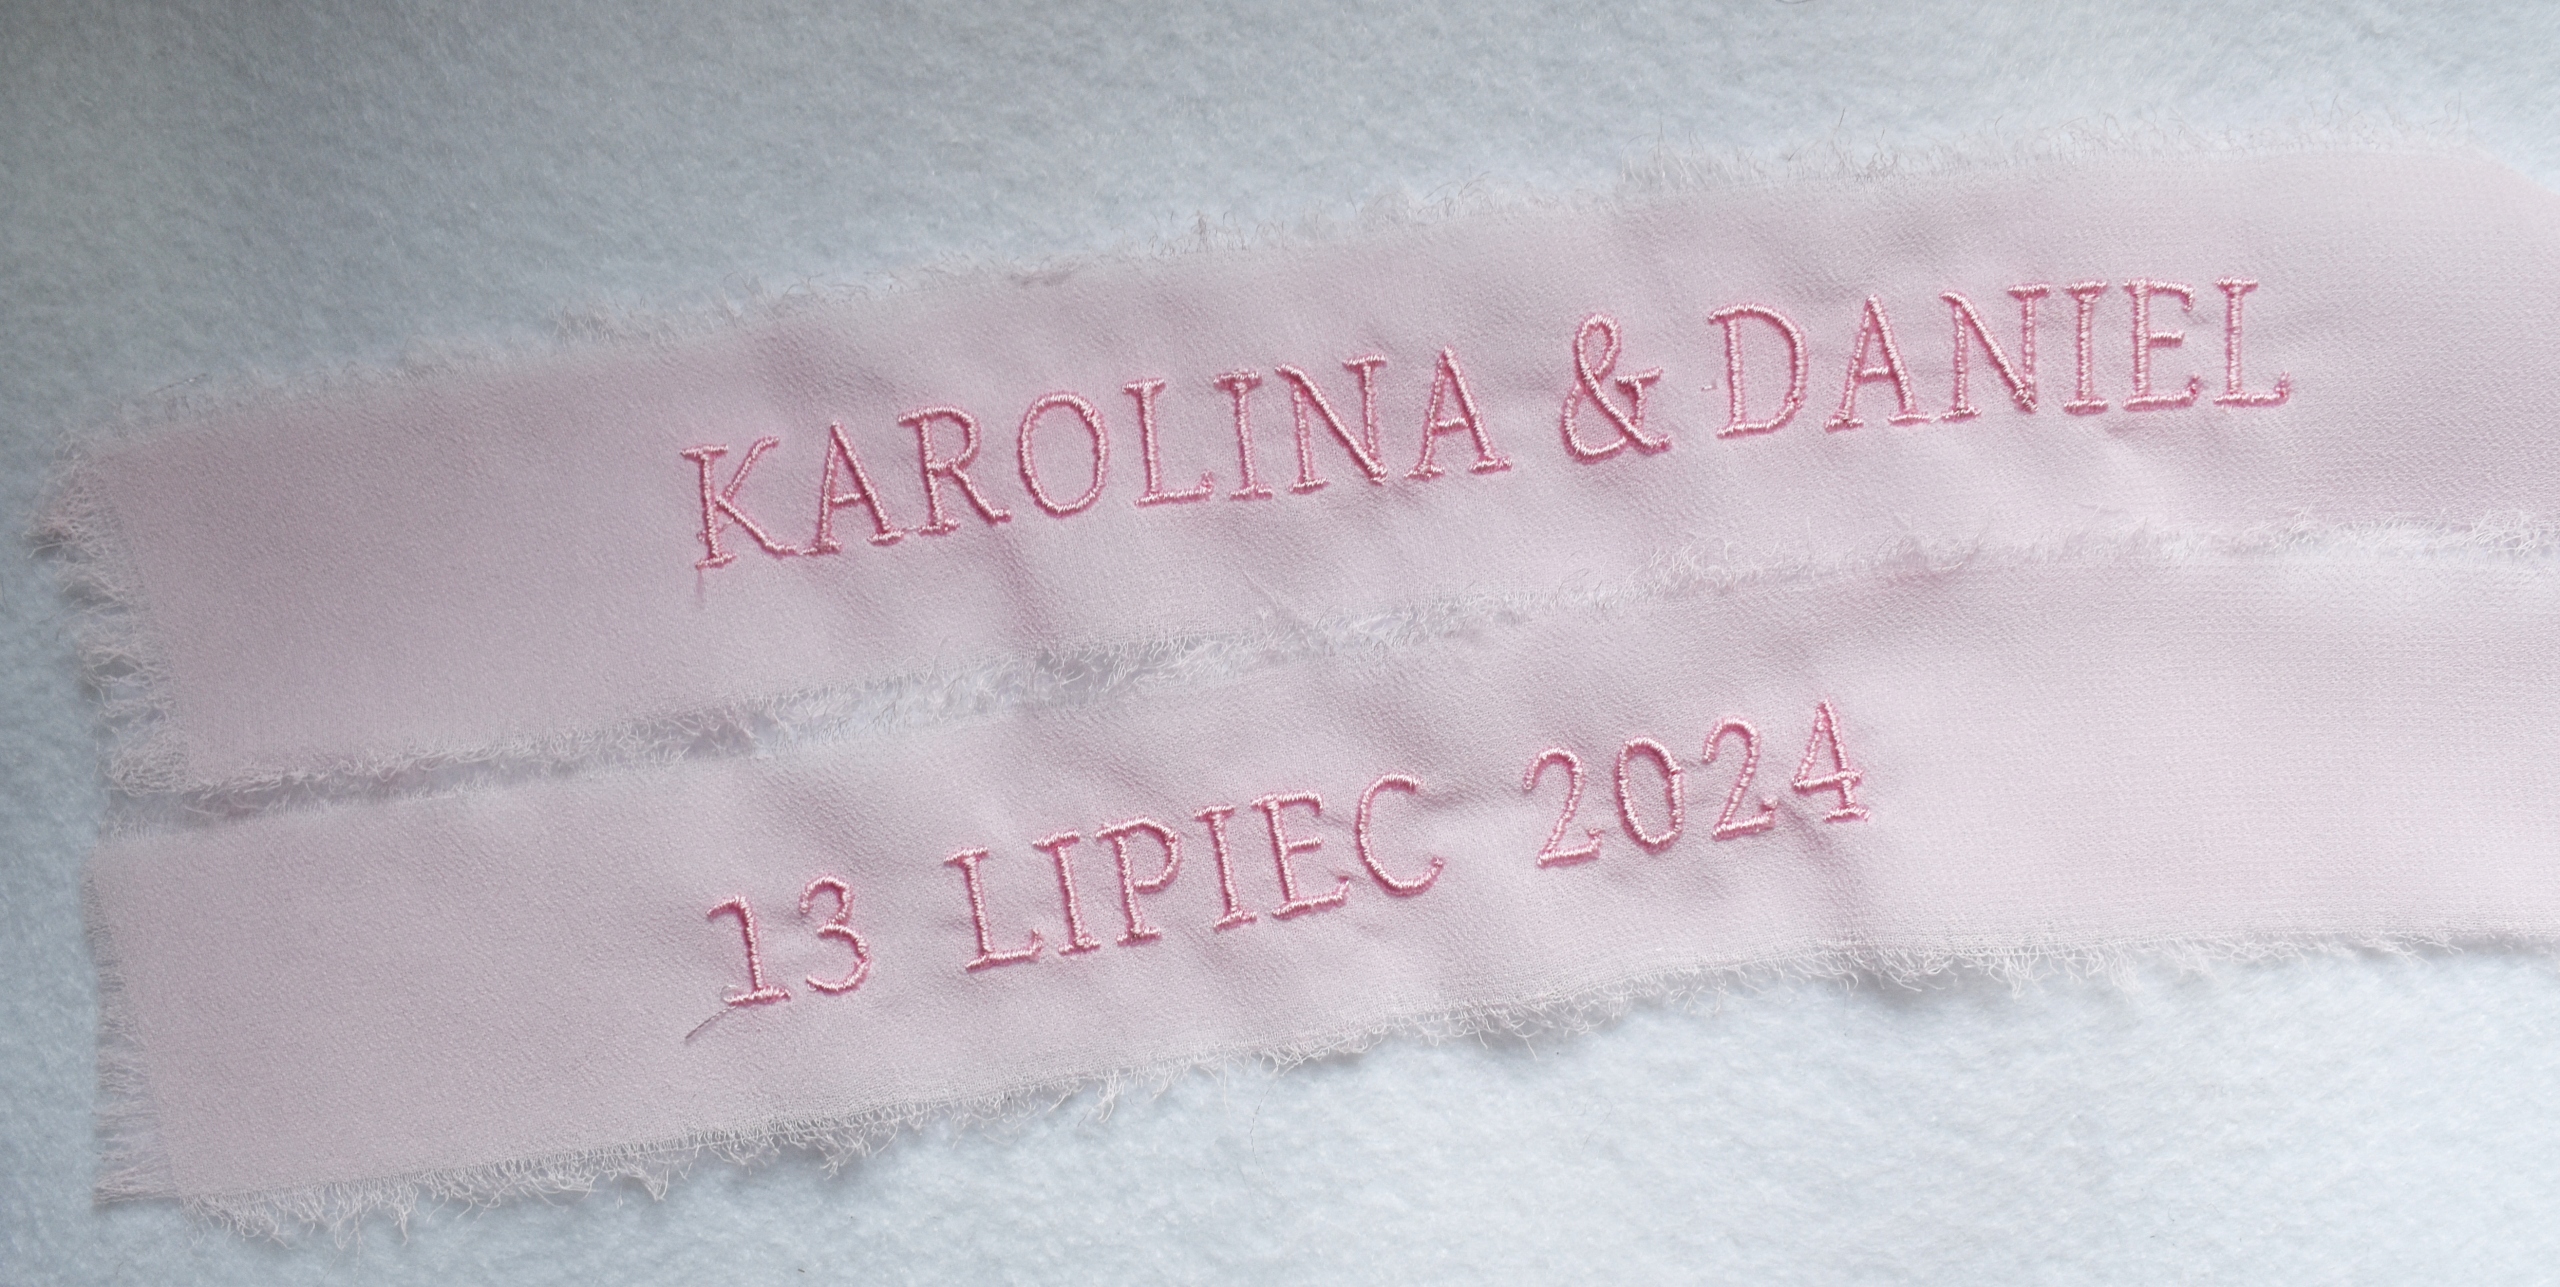 KAROLINA & DANIEL
13 LIPIEC 2024